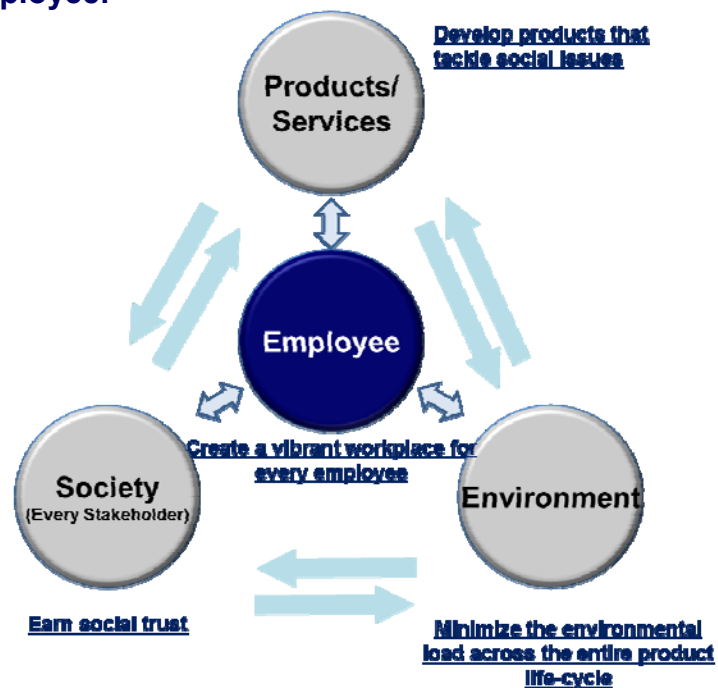 Develop products that
tackle social issues
Products/
Services
Employee
Create a vibrant workplace for
every employee
Society
(Every Stakeholder)
Environment
Earn social trust
Minimize the environmental
load across the entire product
life-cycle